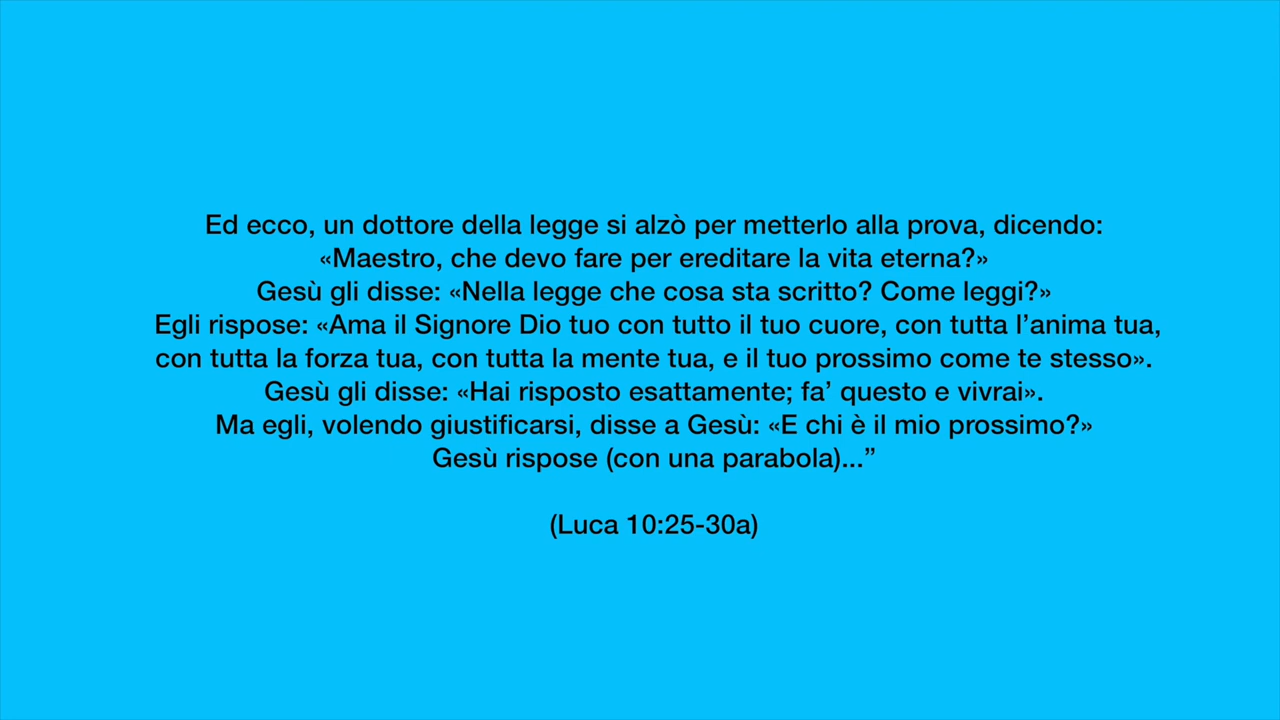 Ed ecco, un dottore della legge si alzò per metterlo alla prova, dicendo:
«Maestro, che devo fare per ereditare la vita eterna?»
Gesù gli disse: «Nella legge che cosa sta scritto? Come leggi?»
Egli rispose: «Ama il Signore Dio tuo con tutto il tuo cuore, con tutta l’anima tua,
con tutta la forza tua, con tutta la mente tua, e il tuo prossimo come te stesso».
Gesù gli disse: «Hai risposto esattamente; fa’ questo e vivrai».
Ma egli, volendo giustificarsi, disse a Gesù: «E chi è il mio prossimo?»
Gesù rispose (con una parabola)...”
(Luca 10:25-30a)